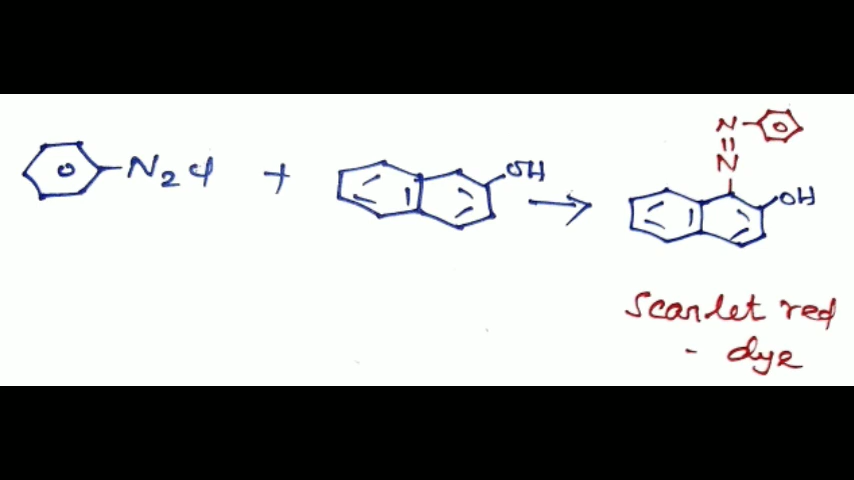 N
N2Cl + OH → N OH
Scarlet red
- dye